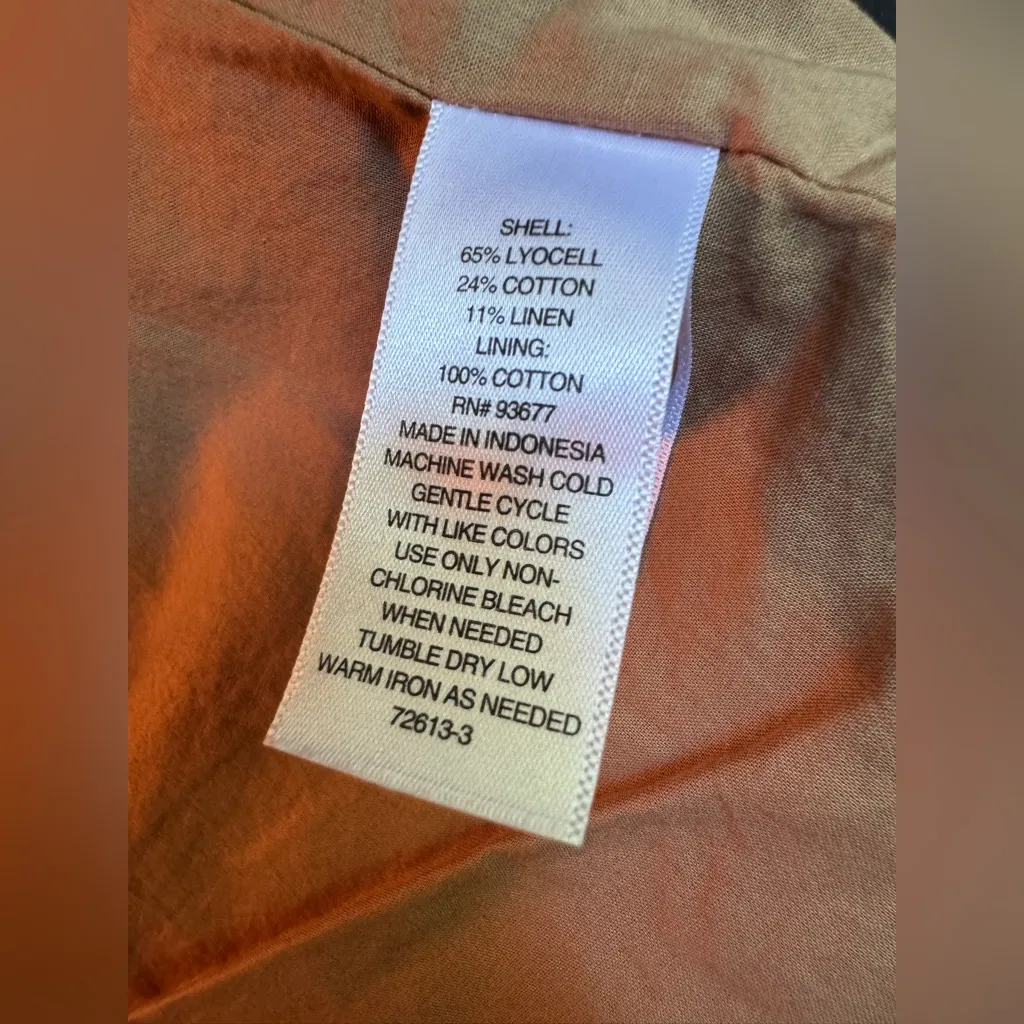 SHELL:
65% LYOCELL
24% COTTON
11% LINEN
LINING:
100% COTTON
RN# 93677
MADE IN INDONESIA
MACHINE WASH COLD
GENTLE CYCLE
WITH LIKE COLORS
USE ONLY NON-
CHLORINE BLEACH
WHEN NEEDED
TUMBLE DRY LOW
WARM IRON AS NEEDED
72613-3